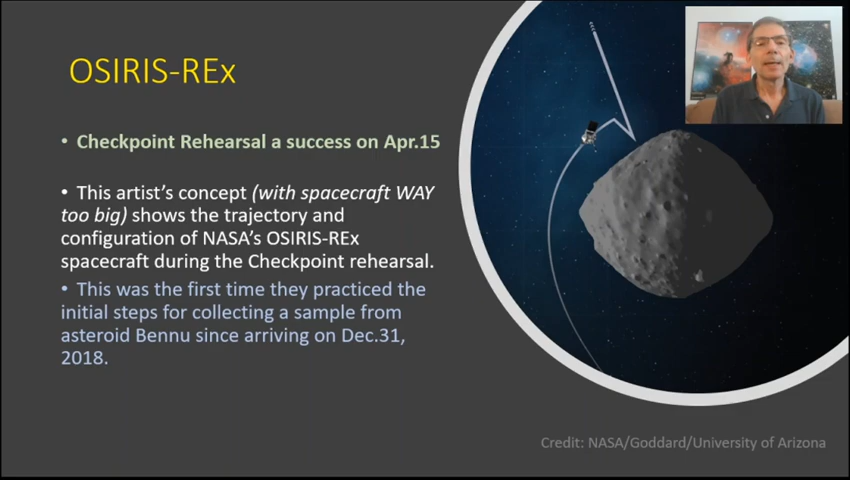 OSIRIS-REx
• Checkpoint Rehearsal a success on Apr.15
• This artist’s concept (with spacecraft WAY
too big) shows the trajectory and
configuration of NASA’s OSIRIS-REx
spacecraft during the Checkpoint rehearsal.
• This was the first time they practiced the
initial steps for collecting a sample from
asteroid Bennu since arriving on Dec.31,
2018.
Credit: NASA/Goddard/University of Arizona